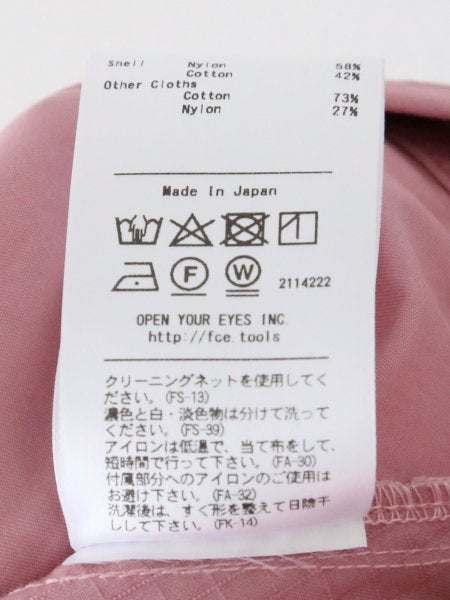 Shell Nylon 58%
Cotton 42%
Other Cloths
Cotton 73%
Nylon 27%
Made in Japan
F W 2114222
OPEN YOUR EYES INC.
http://fce.tools
クリーニングネットを使用してく
ださい。(FS-13)
濃色と白・淡色物は分けて洗って
ください。(FS-39)
アイロンは低温で、当て布をして、
短時間で行って下さい。(FA-30)
付属部分へのアイロンのご使用は
お避け下さい。(FA-32)
洗濯後は、すぐ形を整えて日陰干
しして下さい。(FK-14)